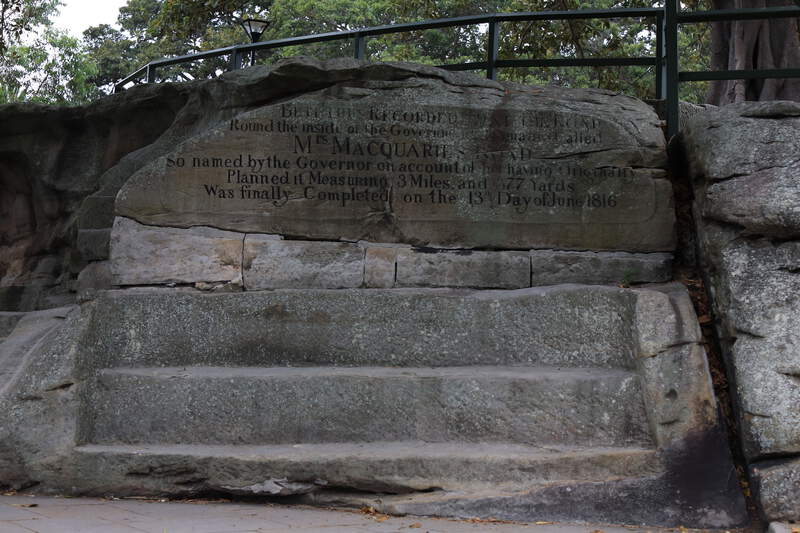 BE IT THUS RECORDED THAT THE ROAD
Round the inside of the Government called
Mrs MACQUARIE'S ROAD
So named by the Governor on account of her having Originally
Planned it Measuring 3 Miles, and 377 Yards
Was finally Completed on the 13th Day of June 1816